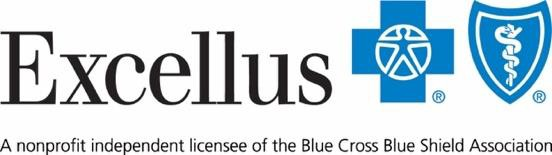 Excellus ® ®
A nonprofit independent licensee of the Blue Cross Blue Shield Association